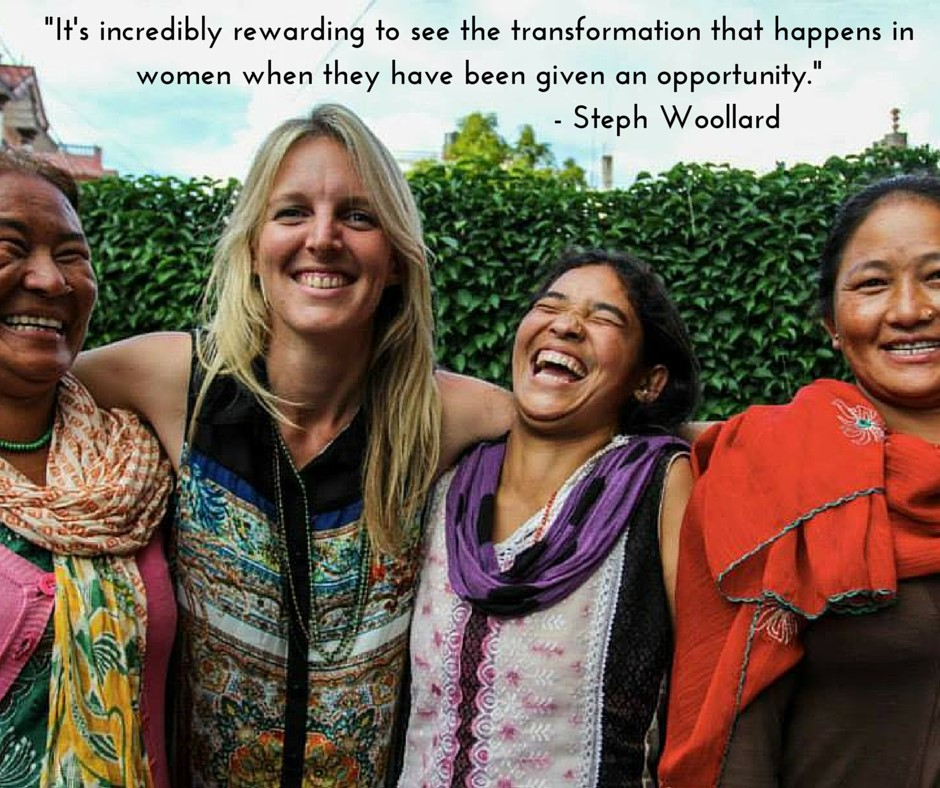 "It's incredibly rewarding to see the transformation that happens in
women when they have been given an opportunity."
- Steph Woollard